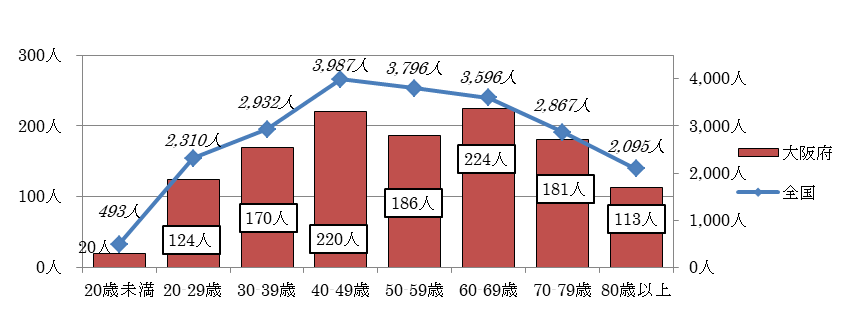 300人
200人
100人
0人
4,000人
3,000人
2,000人
1,000人
0人
493人
2,310人
2,932人
3,987人
3,796人
3,596人
2,867人
2,095人
20人
124人
170人
220人
186人
224人
181人
113人
20歳未満
20-29歳
30-39歳
40-49歳
50-59歳
60-69歳
70-79歳
80歳以上
大阪府
全国